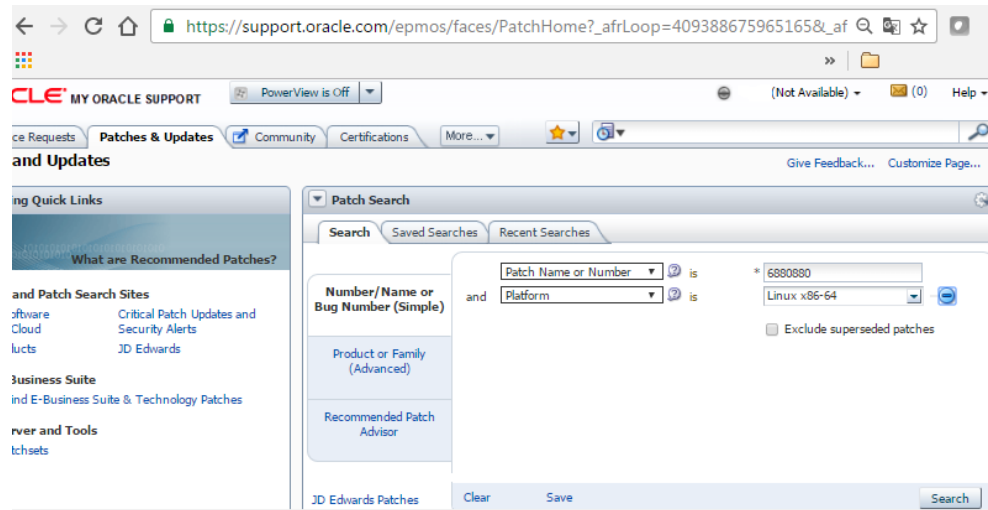 https://support.oracle.com/epmos/faces/PatchHome?_afrLoop=409388675965165&_af
»
CLE MY ORACLE SUPPORT PowerView is Off (Not Available) (0) Help
ce Requests Patches & Updates Community Certifications More...
and Updates Give Feedback... Customize Page...
ing Quick Links
What are Recommended Patches?
and Patch Search Sites
oftware Critical Patch Updates and
Cloud Security Alerts
ducts JD Edwards
Business Suite
ind E-Business Suite & Technology Patches
rver and Tools
tchsets
Patch Search
Search Saved Searches Recent Searches
Number/Name or
Bug Number (Simple)
Product or Family
(Advanced)
Recommended Patch
Advisor
JD Edwards Patches
Patch Name or Number is * 6880880
and Platform is Linux x86-64
Exclude superseded patches
Clear Save Search